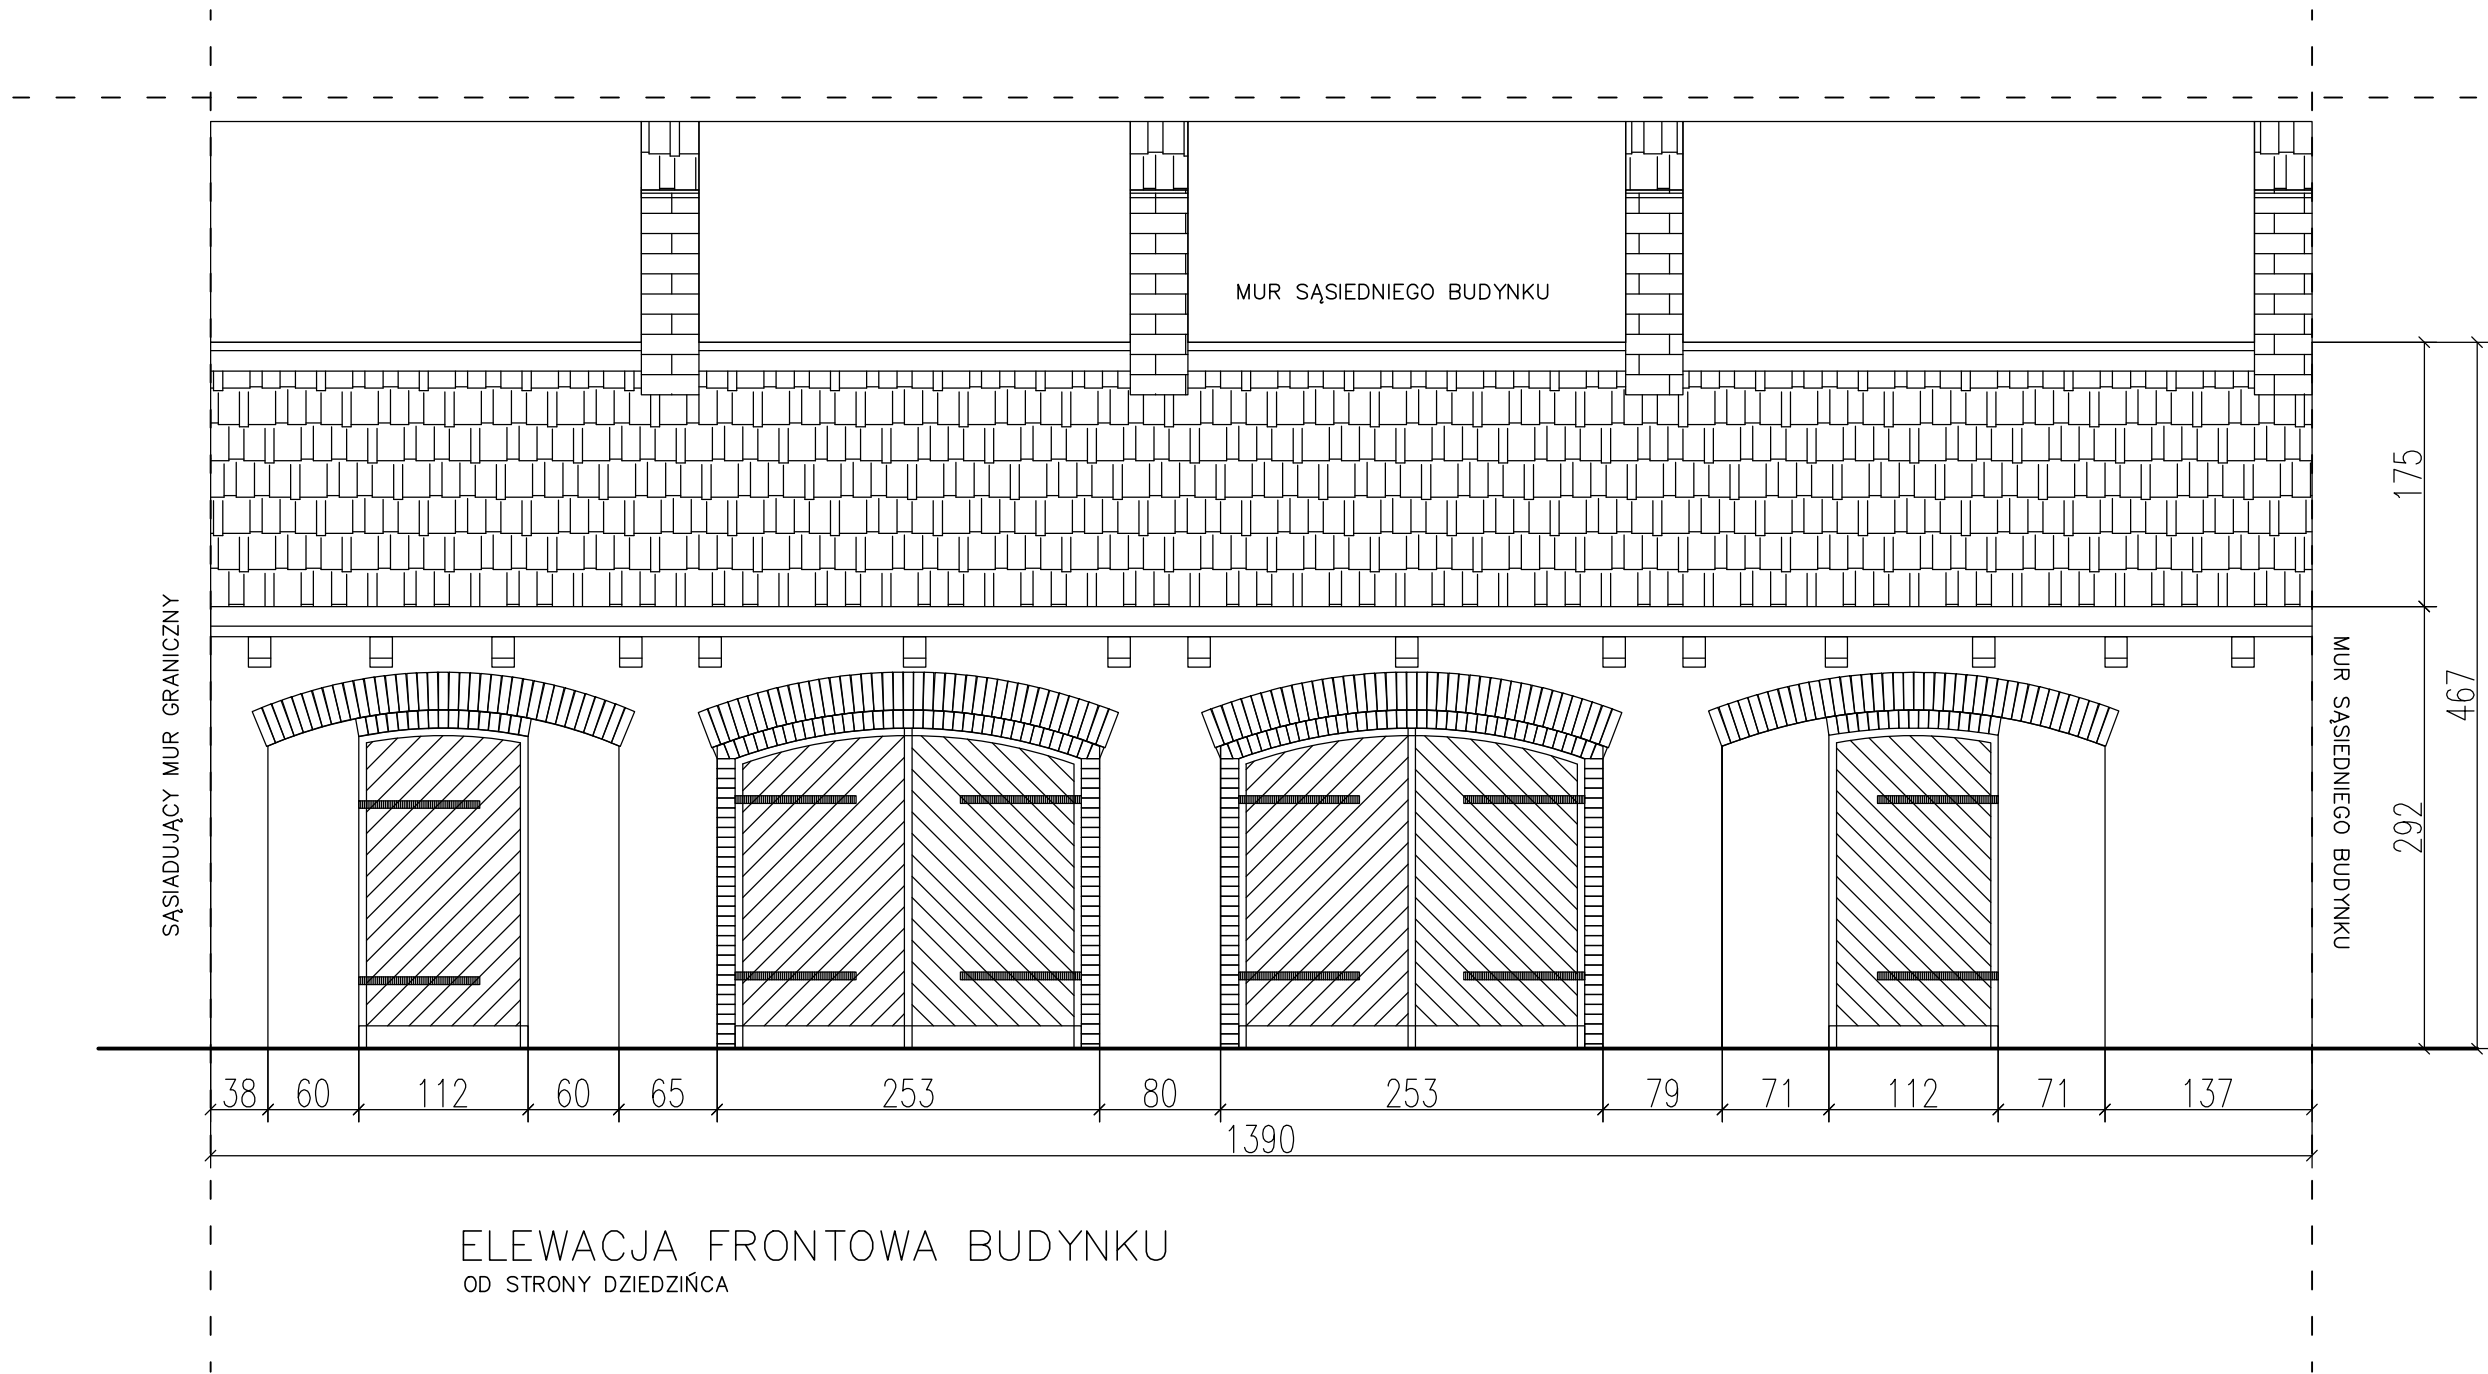 MUR SĄSIEDNIEGO BUDYNKU
SĄSIADUJĄCY MUR GRANICZNY
MUR SĄSIEDNIEGO BUDYNKU
175
292
467
38 60 112 60 65 253 80 253 79 71 112 71 137
1390
ELEWACJA FRONTOWA BUDYNKU
OD STRONY DZIEDZIŃCA